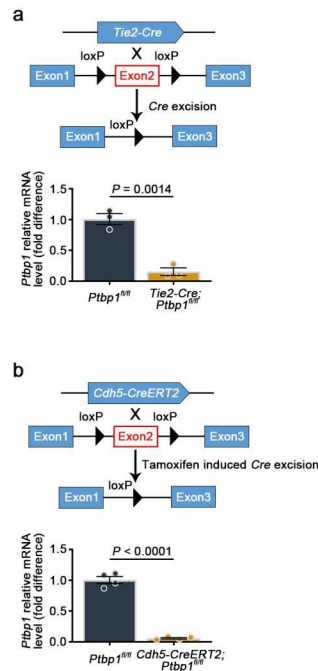 a
Tie2-Cre
X
loxP loxP
Exon1 Exon2 Exon3
Cre excision
loxP
Exon1 Exon3
P = 0.0014
Ptbp1 relative mRNA
level (fold difference)
1.5
1.0
0.5
0.0
Ptbp1fl/fl
Tie2-Cre;
Ptbp1fl/fl
b
Cdh5-CreERT2
X
loxP loxP
Exon1 Exon2 Exon3
Tamoxifen induced Cre excision
loxP
Exon1 Exon3
P < 0.0001
Ptbp1 relative mRNA
level (fold difference)
1.5
1.0
0.5
0.0
Ptbp1fl/fl
Cdh5-CreERT2;
Ptbp1fl/fl